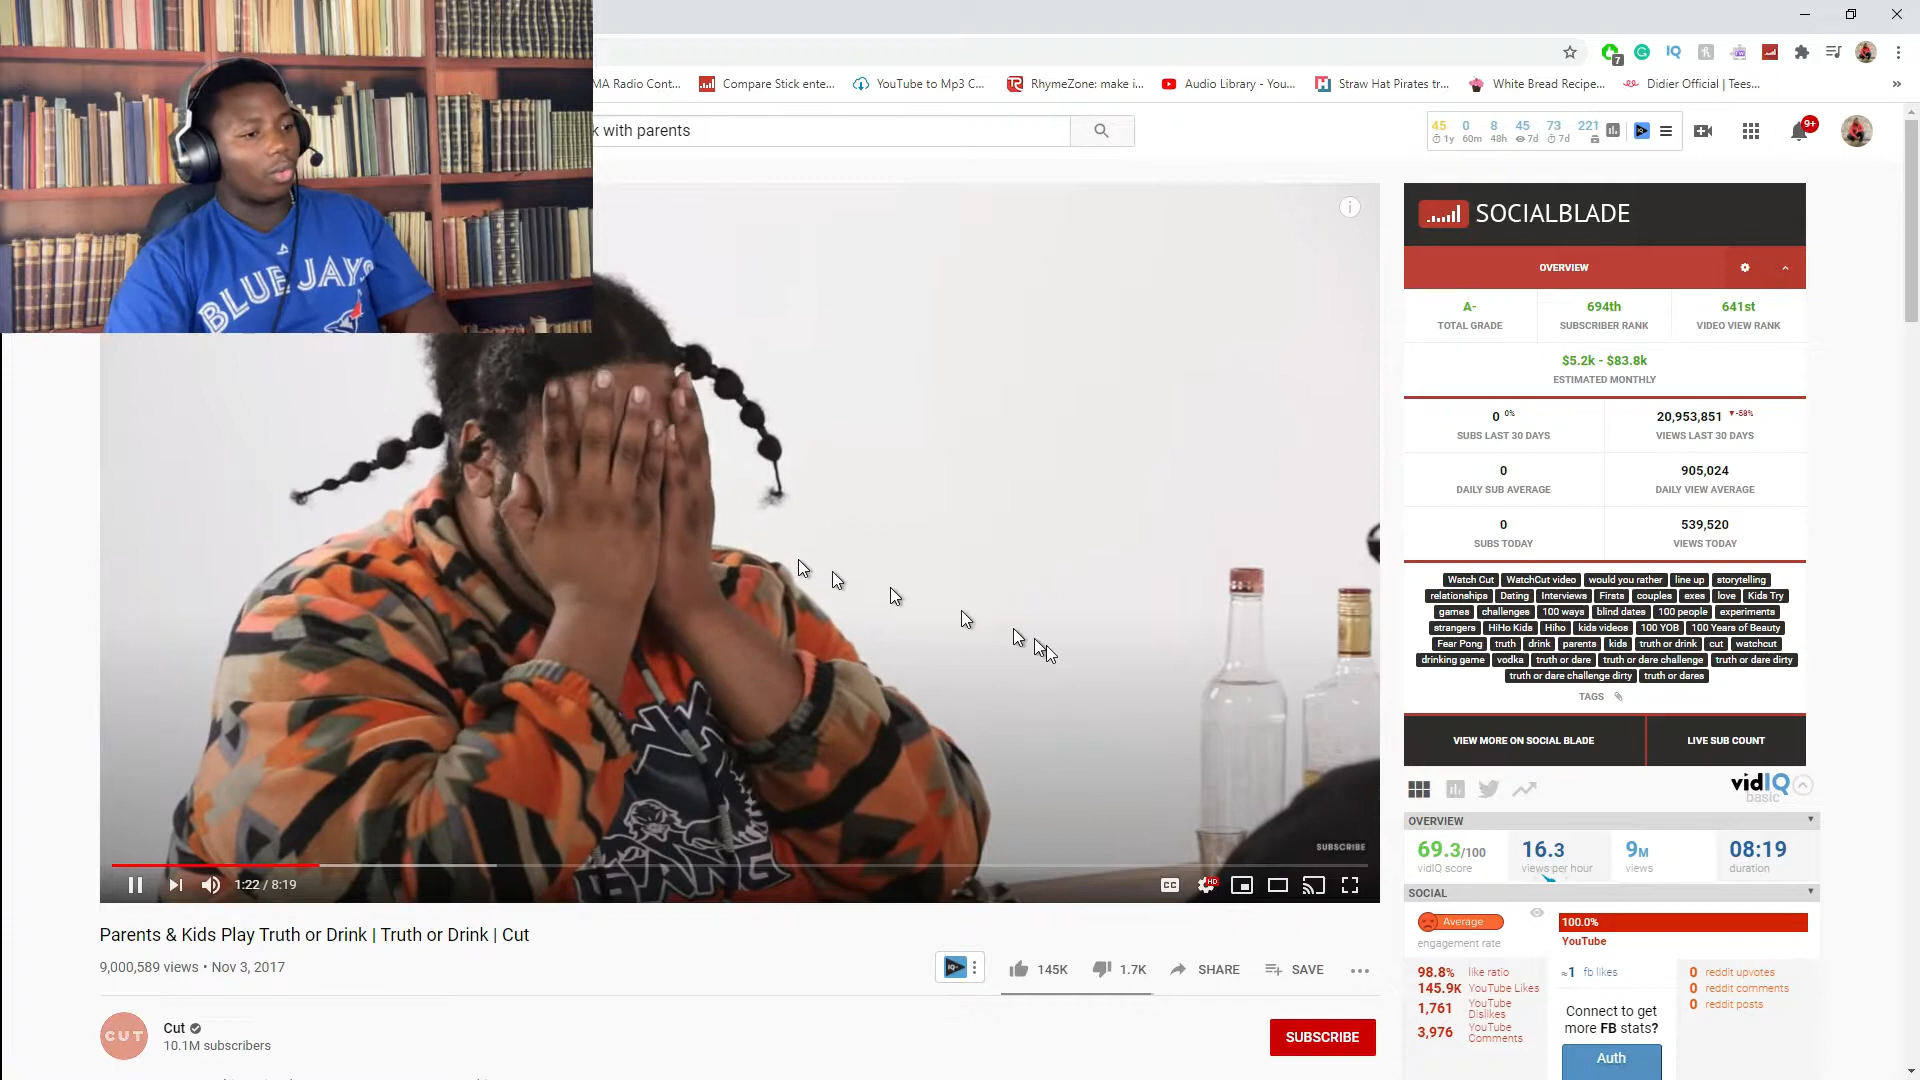 7
MA Radio Cont...
Compare Stick ente...
YouTube to Mp3 C...
RhymeZone: make i...
Audio Library - You...
Straw Hat Pirates tr...
White Bread Recipe...
Didier Official | Tees...
»
k with parents
45 0 8 45 73 221
1y 60m 48h 7d 7d
9+
BLUE JAYS
SOCIALBLADE
OVERVIEW
A- 694th 641st
TOTAL GRADE SUBSCRIBER RANK VIDEO VIEW RANK
$5.2k - $83.8k
ESTIMATED MONTHLY
0 0% 20,953,851 -58%
SUBS LAST 30 DAYS VIEWS LAST 30 DAYS
0 905,024
DAILY SUB AVERAGE DAILY VIEW AVERAGE
0 539,520
SUBS TODAY VIEWS TODAY
Watch Cut WatchCut video would you rather line up storytelling
relationships Dating Interviews Firsts couples exes love Kids Try
games challenges 100 ways blind dates 100 people experiments
strangers HiHo Kids Hiho kids videos 100 YOB 100 Years of Beauty
Fear Pong truth drink parents kids truth or drink cut watchcut
drinking game vodka truth or dare truth or dare challenge truth or dare dirty
truth or dare challenge dirty truth or dares
TAGS
VIEW MORE ON SOCIAL BLADE LIVE SUB COUNT
vidIQ
basic
OVERVIEW
69.3/100 16.3 9M 08:19
vidIQ score views per hour views duration
SOCIAL
Average 100.0%
engagement rate YouTube
98.8% like ratio
145.9K YouTube Likes
1,761 YouTube Dislikes
3,976 YouTube Comments
≈1 fb likes
Connect to get
more FB stats?
Auth
0 reddit upvotes
0 reddit comments
0 reddit posts
SUBSCRIBE
1:22 / 8:19
CC
HD
Parents & Kids Play Truth or Drink | Truth or Drink | Cut
9,000,589 views • Nov 3, 2017
145K 1.7K SHARE SAVE
CUT
Cut
10.1M subscribers
SUBSCRIBE